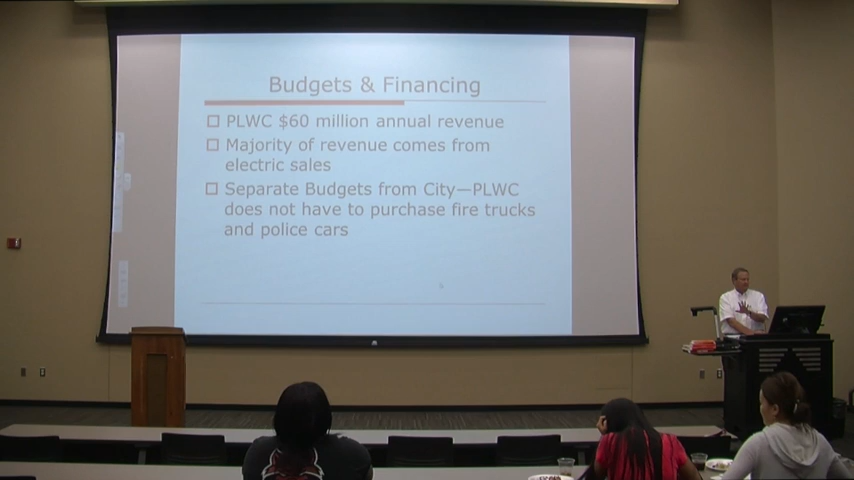 Budgets & Financing
PLWC $60 million annual revenue
Majority of revenue comes from
electric sales
Separate Budgets from City—PLWC
does not have to purchase fire trucks
and police cars